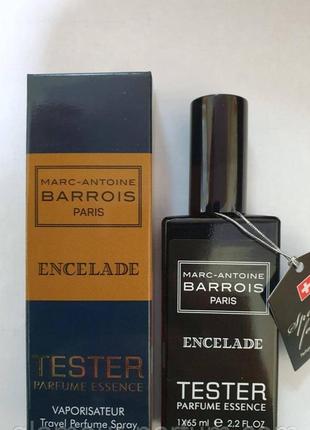 MARC-ANTOINE
BARROIS
PARIS
ENCELADE
TESTER
PARFUME ESSENCE
VAPORISATEUR
Travel Perfume Spray
MARC-ANTOINE
BARROIS
PARIS
ENCELADE
TESTER
PARFUME ESSENCE
1X65 ml e 2.2 FL OZ